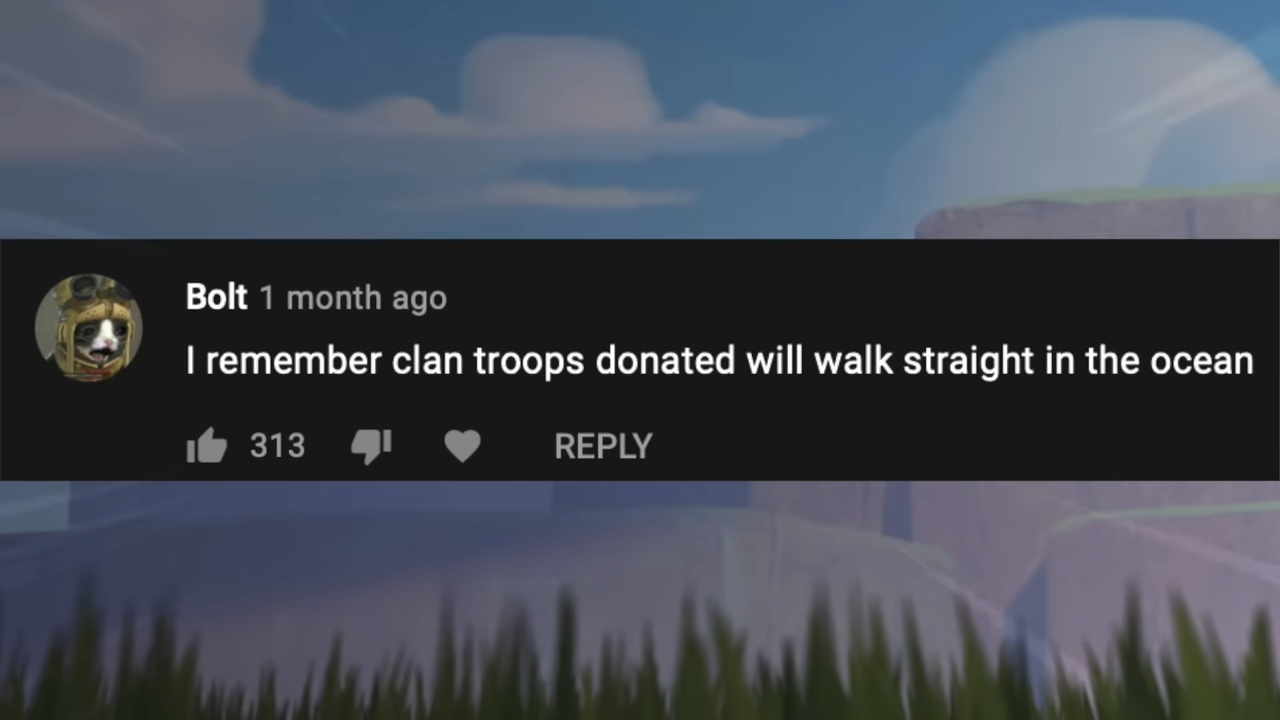 Bolt 1 month ago
I remember clan troops donated will walk straight in the ocean
313 REPLY